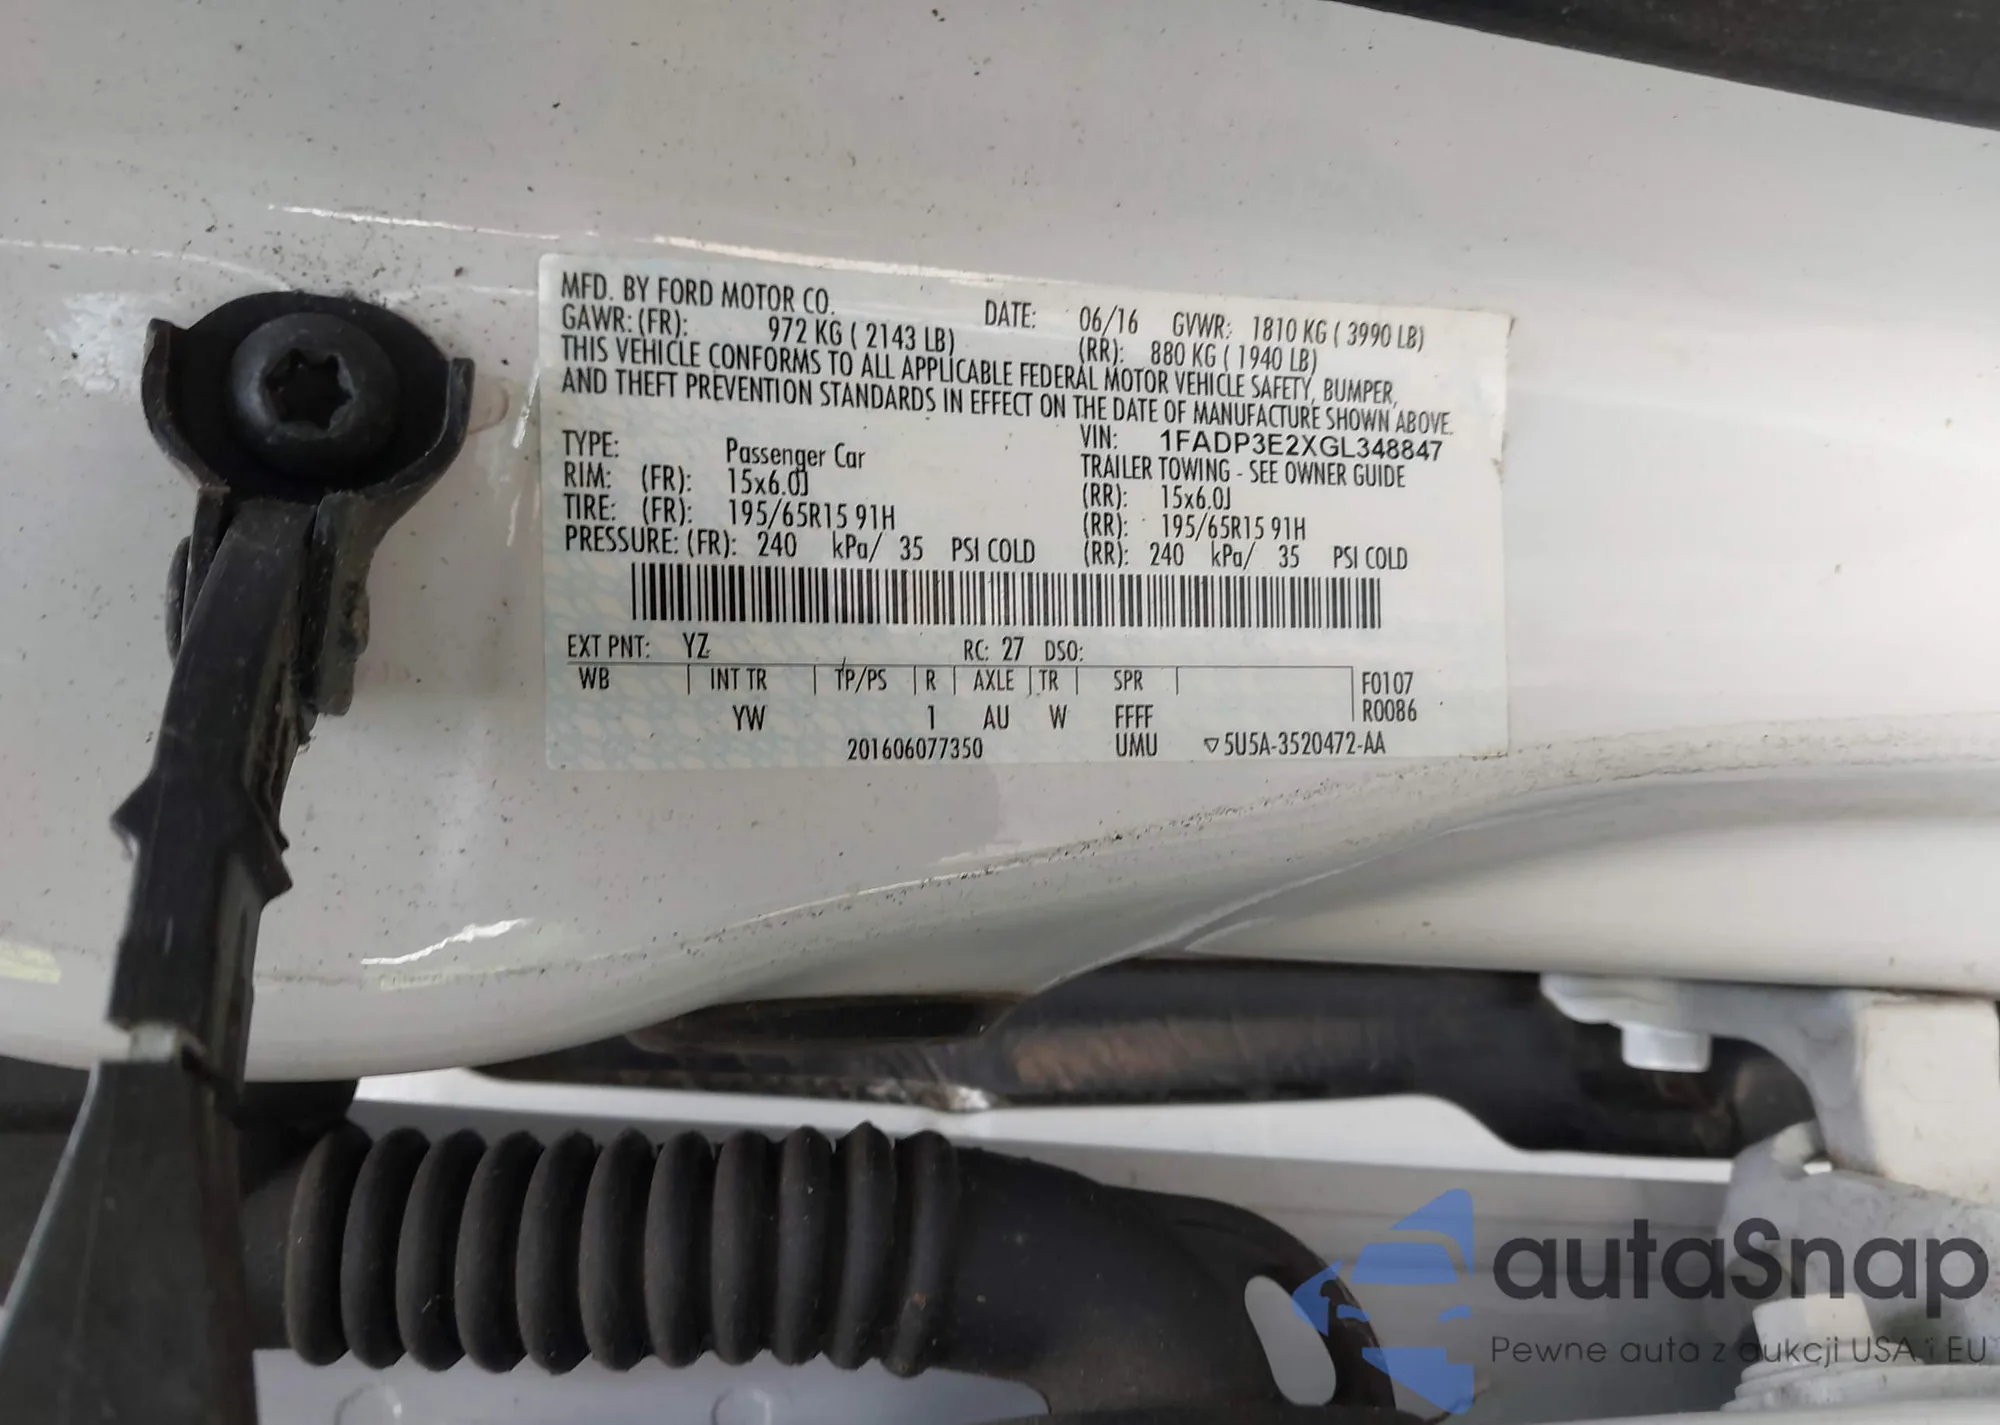 MFD. BY FORD MOTOR CO. DATE: 06/16 GVWR: 1810 KG ( 3990 LB)
GAWR: (FR): 972 KG ( 2143 LB) (RR): 880 KG ( 1940 LB)
THIS VEHICLE CONFORMS TO ALL APPLICABLE FEDERAL MOTOR VEHICLE SAFETY, BUMPER,
AND THEFT PREVENTION STANDARDS IN EFFECT ON THE DATE OF MANUFACTURE SHOWN ABOVE.
VIN: 1FADP3E2XGL348847
TYPE: Passenger Car TRAILER TOWING - SEE OWNER GUIDE
RIM: (FR): 15x6.0J (RR): 15x6.0J
TIRE: (FR): 195/65R15 91H (RR): 195/65R15 91H
PRESSURE: (FR): 240 kPa/ 35 PSI COLD (RR): 240 kPa/ 35 PSI COLD
EXT PNT: YZ RC: 27 DSO:
WB INT TR TP/PS R AXLE TR SPR F0107
YW 1 AU W FFFF R0086
201606077350 UMU ▽5U5A-3520472-AA
autaSnap
Pewne auta z aukcji USA i EU